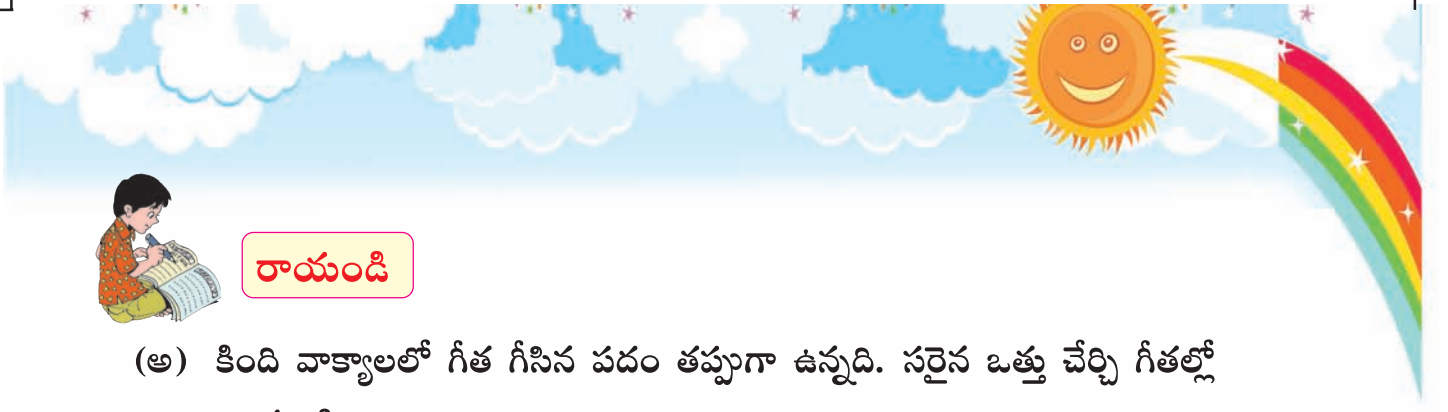 రాయండి
(అ) కింది వాక్యాలలో గీత గీసిన పదం తప్పుగా ఉన్నది. సరైన ఒత్తు చేర్చి గీతల్లో